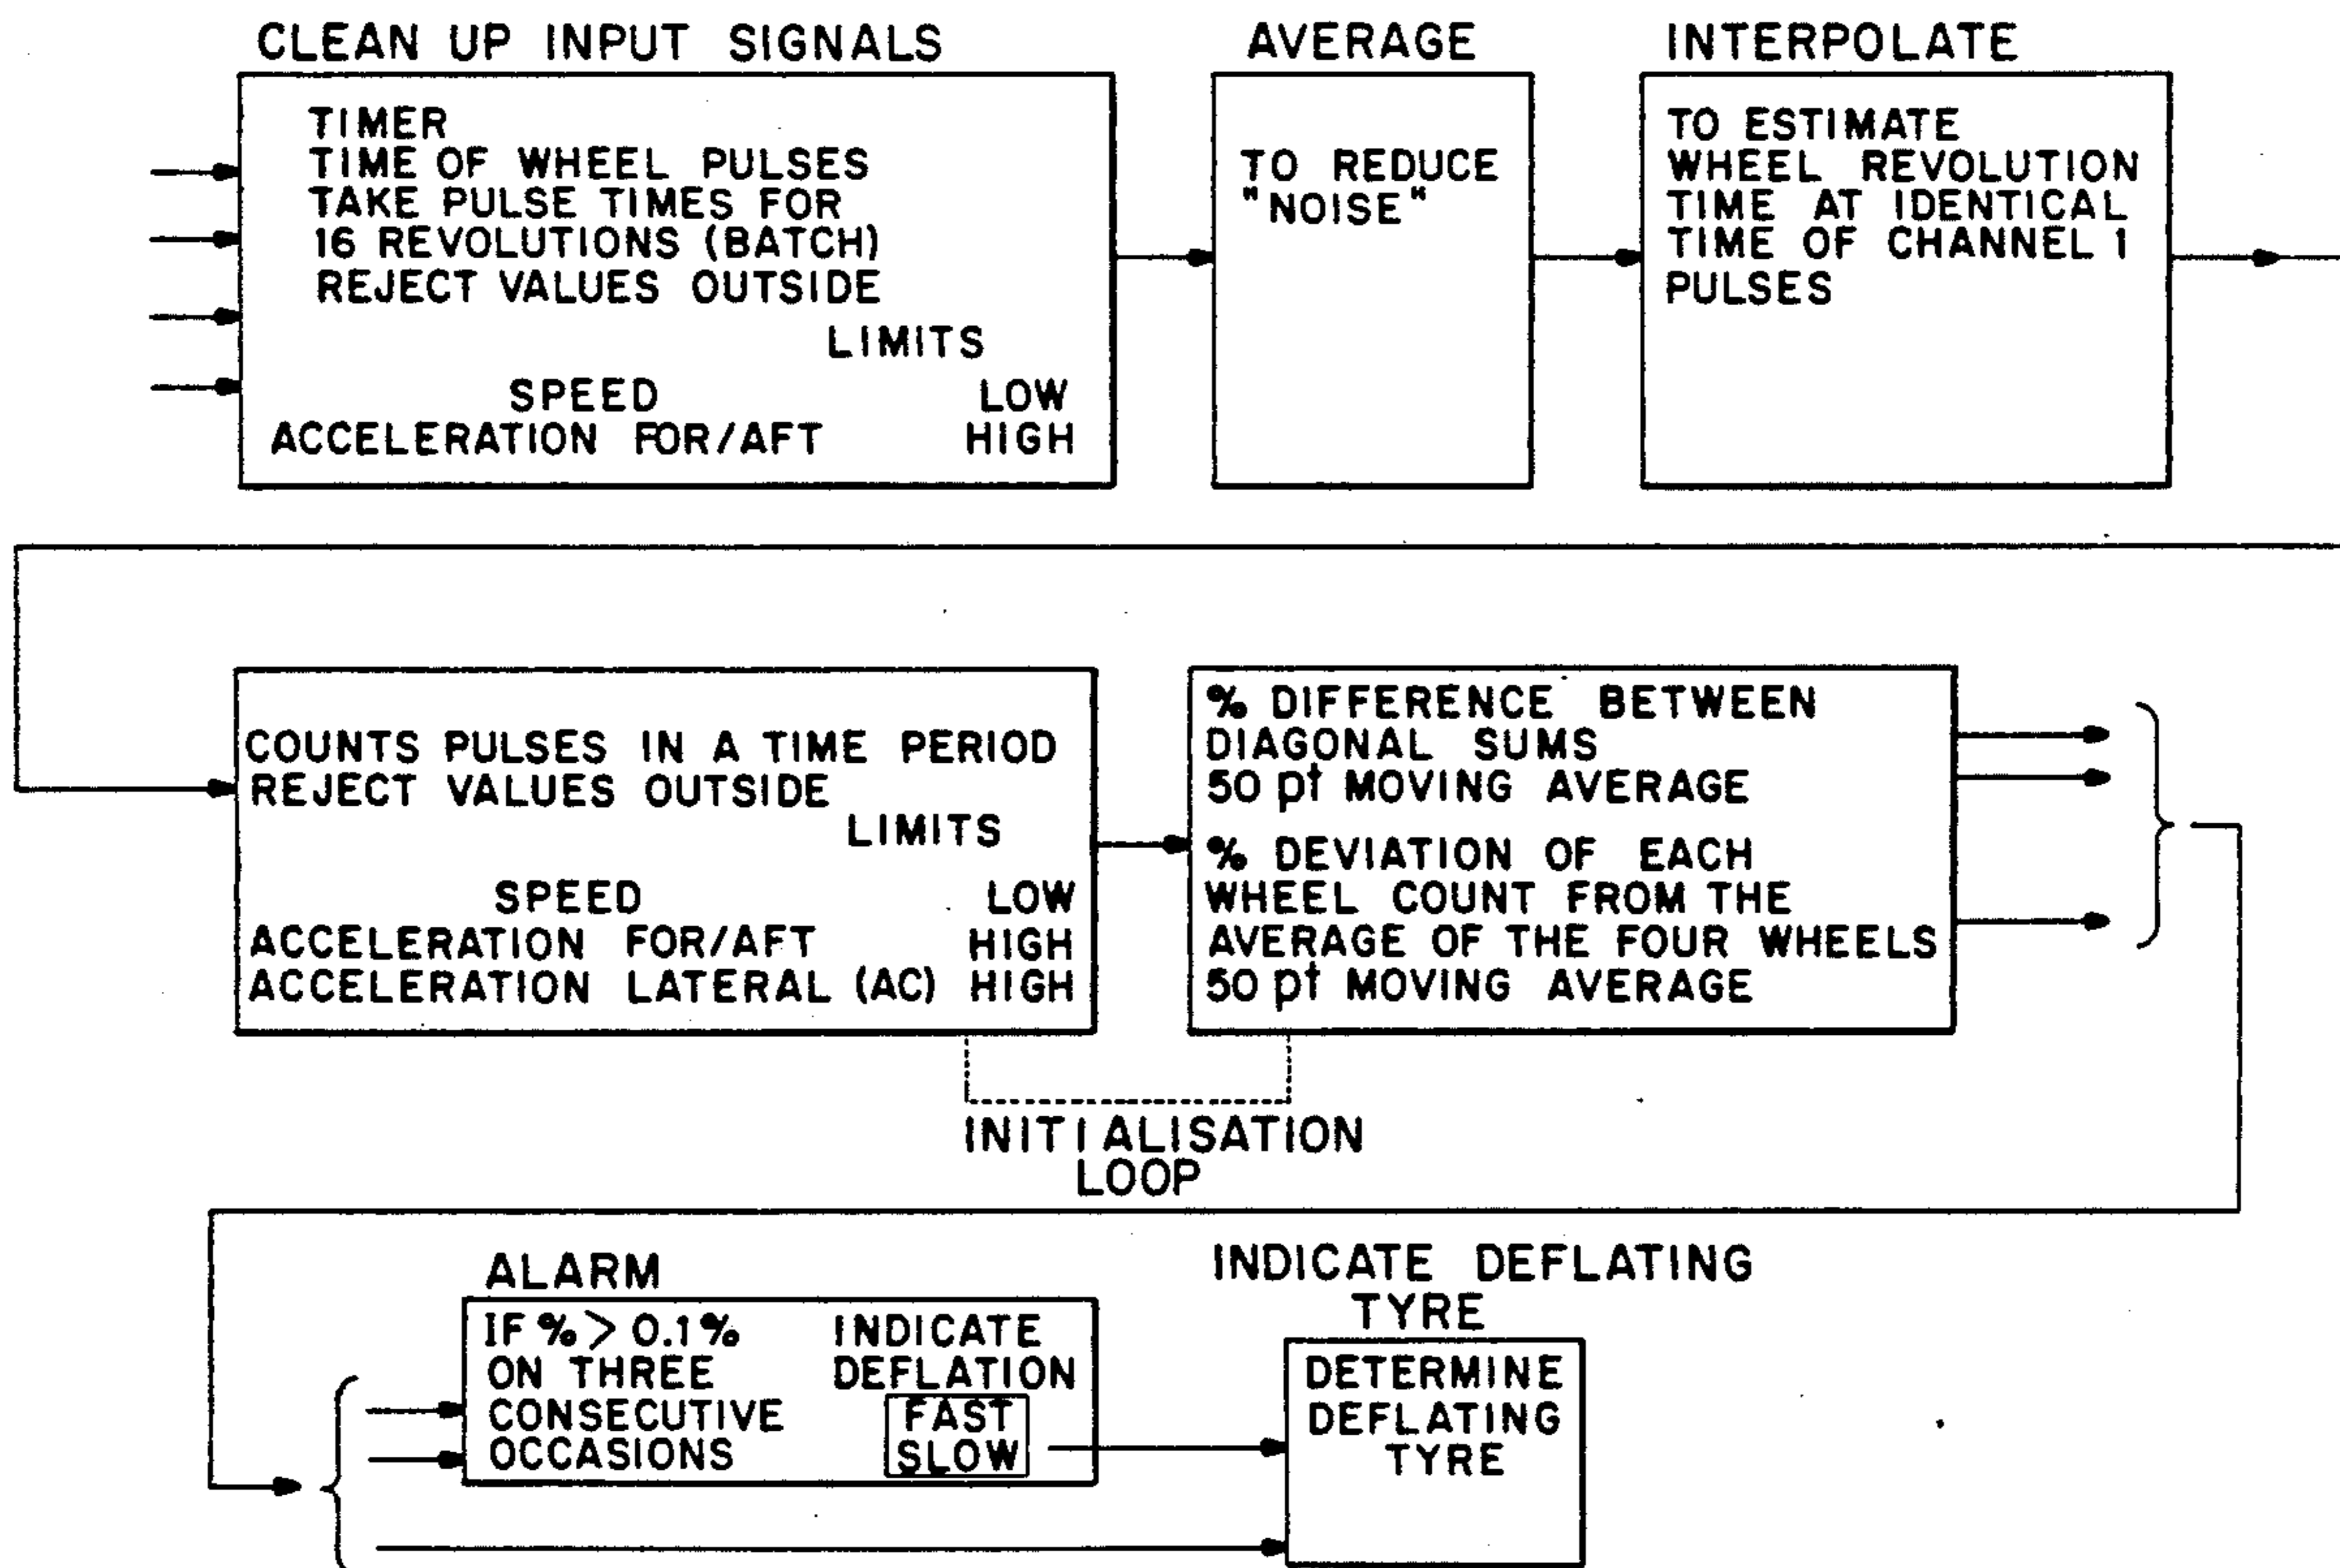 CLEAN UP INPUT SIGNALS
TIMER
TIME OF WHEEL PULSES
TAKE PULSE TIMES FOR
16 REVOLUTIONS (BATCH)
REJECT VALUES OUTSIDE
LIMITS
SPEED LOW
ACCELERATION FOR/AFT HIGH
AVERAGE
TO REDUCE
"NOISE"
INTERPOLATE
TO ESTIMATE
WHEEL REVOLUTION
TIME AT IDENTICAL
TIME OF CHANNEL 1
PULSES
COUNTS PULSES IN A TIME PERIOD
REJECT VALUES OUTSIDE
LIMITS
SPEED LOW
ACCELERATION FOR/AFT HIGH
ACCELERATION LATERAL (AC) HIGH
% DIFFERENCE BETWEEN
DIAGONAL SUMS
50 pt MOVING AVERAGE
% DEVIATION OF EACH
WHEEL COUNT FROM THE
AVERAGE OF THE FOUR WHEELS
50 pt MOVING AVERAGE
INITIALISATION
LOOP
ALARM
IF % > 0.1%
ON THREE
CONSECUTIVE
OCCASIONS
INDICATE
DEFLATION
FAST
SLOW
INDICATE DEFLATING
TYRE
DETERMINE
DEFLATING
TYRE